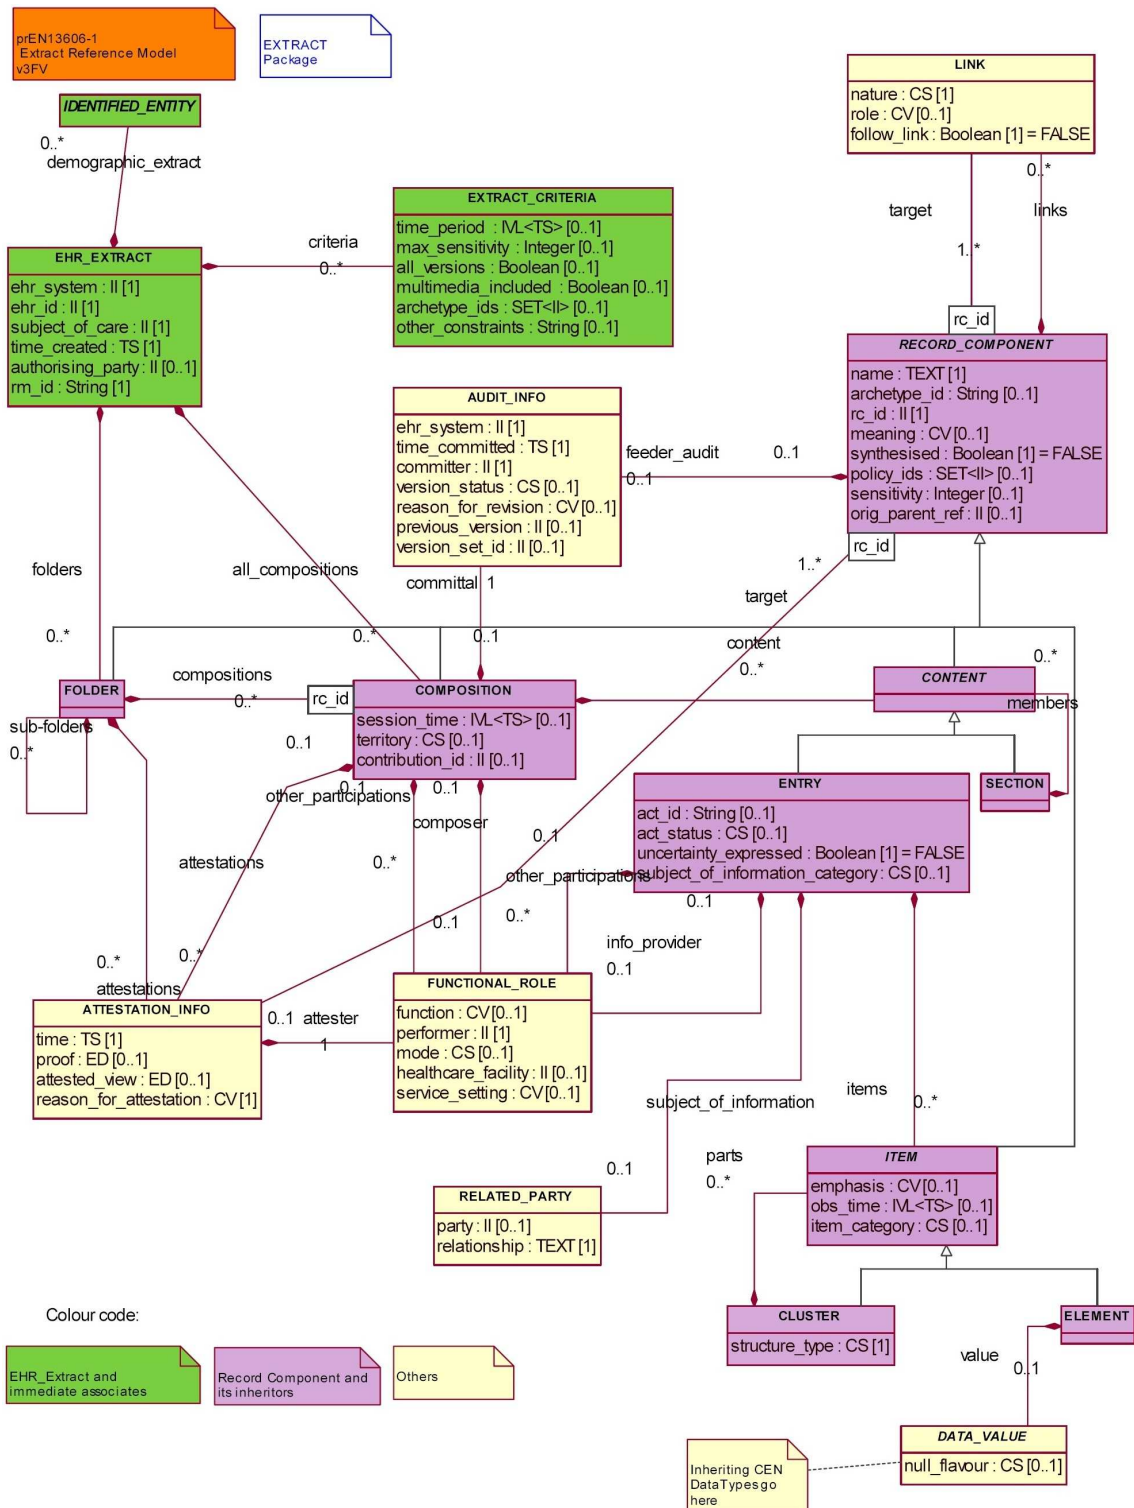 prEN13606-1
Extract Reference Model
v3FV
EXTRACT
Package
IDENTIFIED_ENTITY
0..*
demographic_extract
LINK
nature : CS [1]
role : CV [0..1]
follow_link : Boolean [1] = FALSE
0..*
target
links
1..*
rc_id
EXTRACT_CRITERIA
time_period : IVL<TS> [0..1]
max_sensitivity : Integer [0..1]
all_versions : Boolean [0..1]
multimedia_included : Boolean [0..1]
archetype_ids : SET<II> [0..1]
other_constraints : String [0..1]
criteria
0..*
EHR_EXTRACT
ehr_system : II [1]
ehr_id : II [1]
subject_of_care : II [1]
time_created : TS [1]
authorising_party : II [0..1]
rm_id : String [1]
RECORD_COMPONENT
name : TEXT [1]
archetype_id : String [0..1]
rc_id : II [1]
meaning : CV [0..1]
synthesised : Boolean [1] = FALSE
policy_ids : SET<II> [0..1]
sensitivity : Integer [0..1]
orig_parent_ref : II [0..1]
rc_id
AUDIT_INFO
ehr_system : II [1]
time_committed : TS [1]
committer : II [1]
version_status : CS [0..1]
reason_for_revision : CV [0..1]
previous_version : II [0..1]
version_set_id : II [0..1]
feeder_audit
0..1
0..1
committal
1
1..*
target
folders
all_compositions
0..*
0..*
0..1
content
0..*
0..*
FOLDER
compositions
0..*
rc_id
COMPOSITION
session_time : IVL<TS> [0..1]
territory : CS [0..1]
contribution_id : II [0..1]
CONTENT
members
sub-folders
0..*
0..1
0..1
0..1
other_participations
composer
attestations
0..*
ENTRY
act_id : String [0..1]
act_status : CS [0..1]
uncertainty_expressed : Boolean [1] = FALSE
subject_of_information_category : CS [0..1]
SECTION
0..1
other_participations
0..1
0..1
0..*
info_provider
0..1
0..*
0..*
attestations
ATTESTATION_INFO
time : TS [1]
proof : ED [0..1]
attested_view : ED [0..1]
reason_for_attestation : CV [1]
0..1
attester
1
FUNCTIONAL_ROLE
function : CV [0..1]
performer : II [1]
mode : CS [0..1]
healthcare_facility : II [0..1]
service_setting : CV [0..1]
subject_of_information
0..1
items
0..*
parts
0..*
ITEM
emphasis : CV [0..1]
obs_time : IVL<TS> [0..1]
item_category : CS [0..1]
RELATED_PARTY
party : II [0..1]
relationship : TEXT [1]
CLUSTER
structure_type : CS [1]
ELEMENT
value
0..1
DATA_VALUE
null_flavour : CS [0..1]
Colour code:
EHR_Extract and
immediate associates
Record Component and
its inheritors
Others
Inheriting CEN
DataTypes go
here